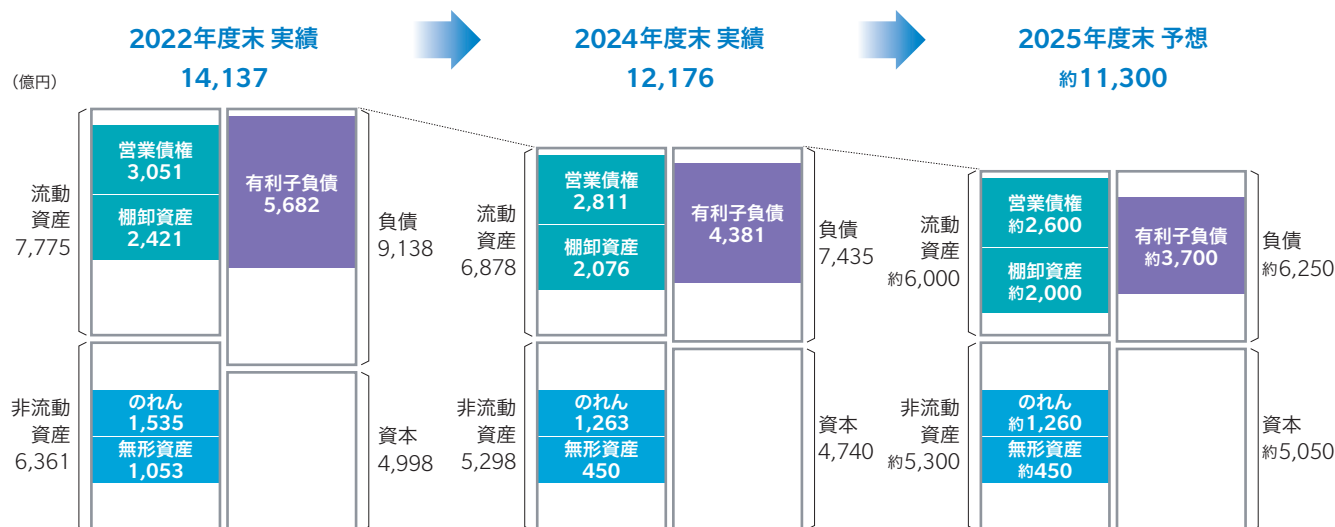 2022年度末 実績
14,137
2024年度末 実績
12,176
2025年度末 予想
約11,300
（億円）
流動
資産
7,775
営業債権
3,051
棚卸資産
2,421
有利子負債
5,682
負債
9,138
非流動
資産
6,361
のれん
1,535
無形資産
1,053
資本
4,998
流動
資産
6,878
営業債権
2,811
棚卸資産
2,076
有利子負債
4,381
負債
7,435
非流動
資産
5,298
のれん
1,263
無形資産
450
資本
4,740
流動
資産
約6,000
営業債権
約2,600
棚卸資産
約2,000
有利子負債
約3,700
負債
約6,250
非流動
資産
約5,300
のれん
約1,260
無形資産
約450
資本
約5,050